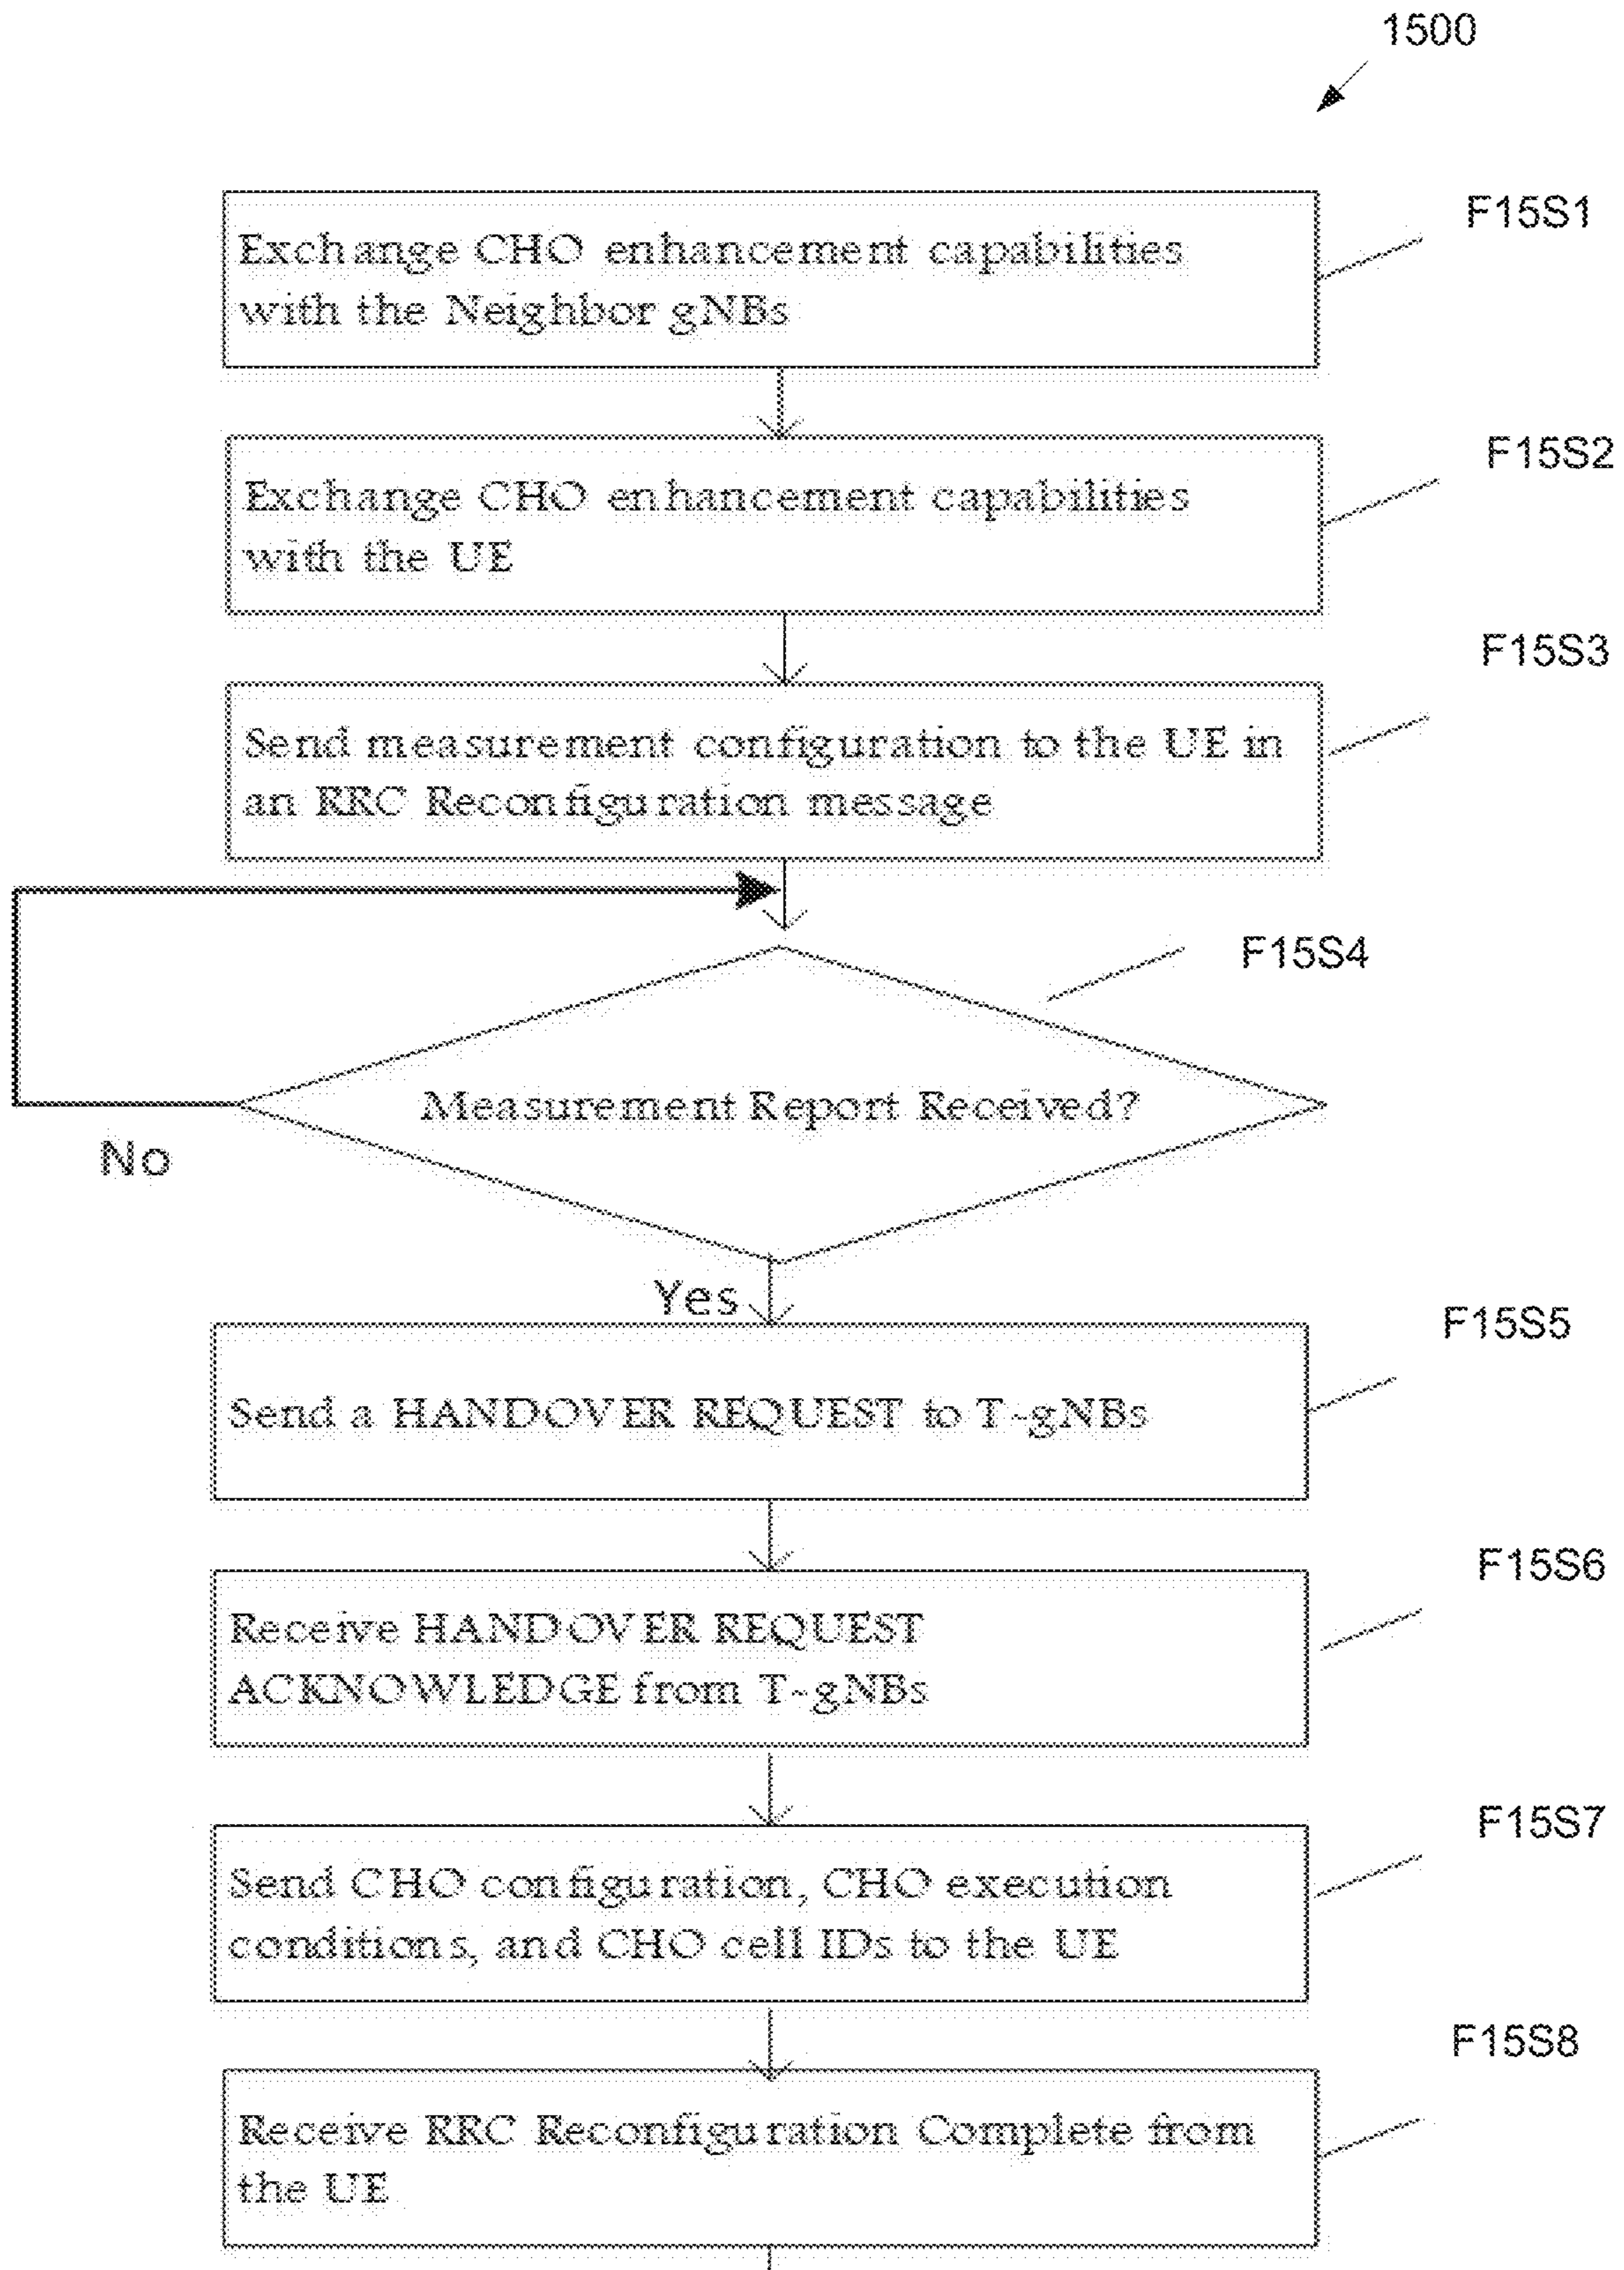 1500
F15S1
Exchange CHO enhancement capabilities
with the Neighbor gNBs
F15S2
Exchange CHO enhancement capabilities
with the UE
F15S3
Send measurement configuration to the UE in
an RRC Reconfiguration message
F15S4
Measurement Report Received?
No
Yes
F15S5
Send a HANDOVER REQUEST to T-gNBs
F15S6
Receive HANDOVER REQUEST
ACKNOWLEDGE from T-gNBs
F15S7
Send CHO configuration, CHO execution
conditions, and CHO cell IDs to the UE
F15S8
Receive RRC Reconfiguration Complete from
the UE